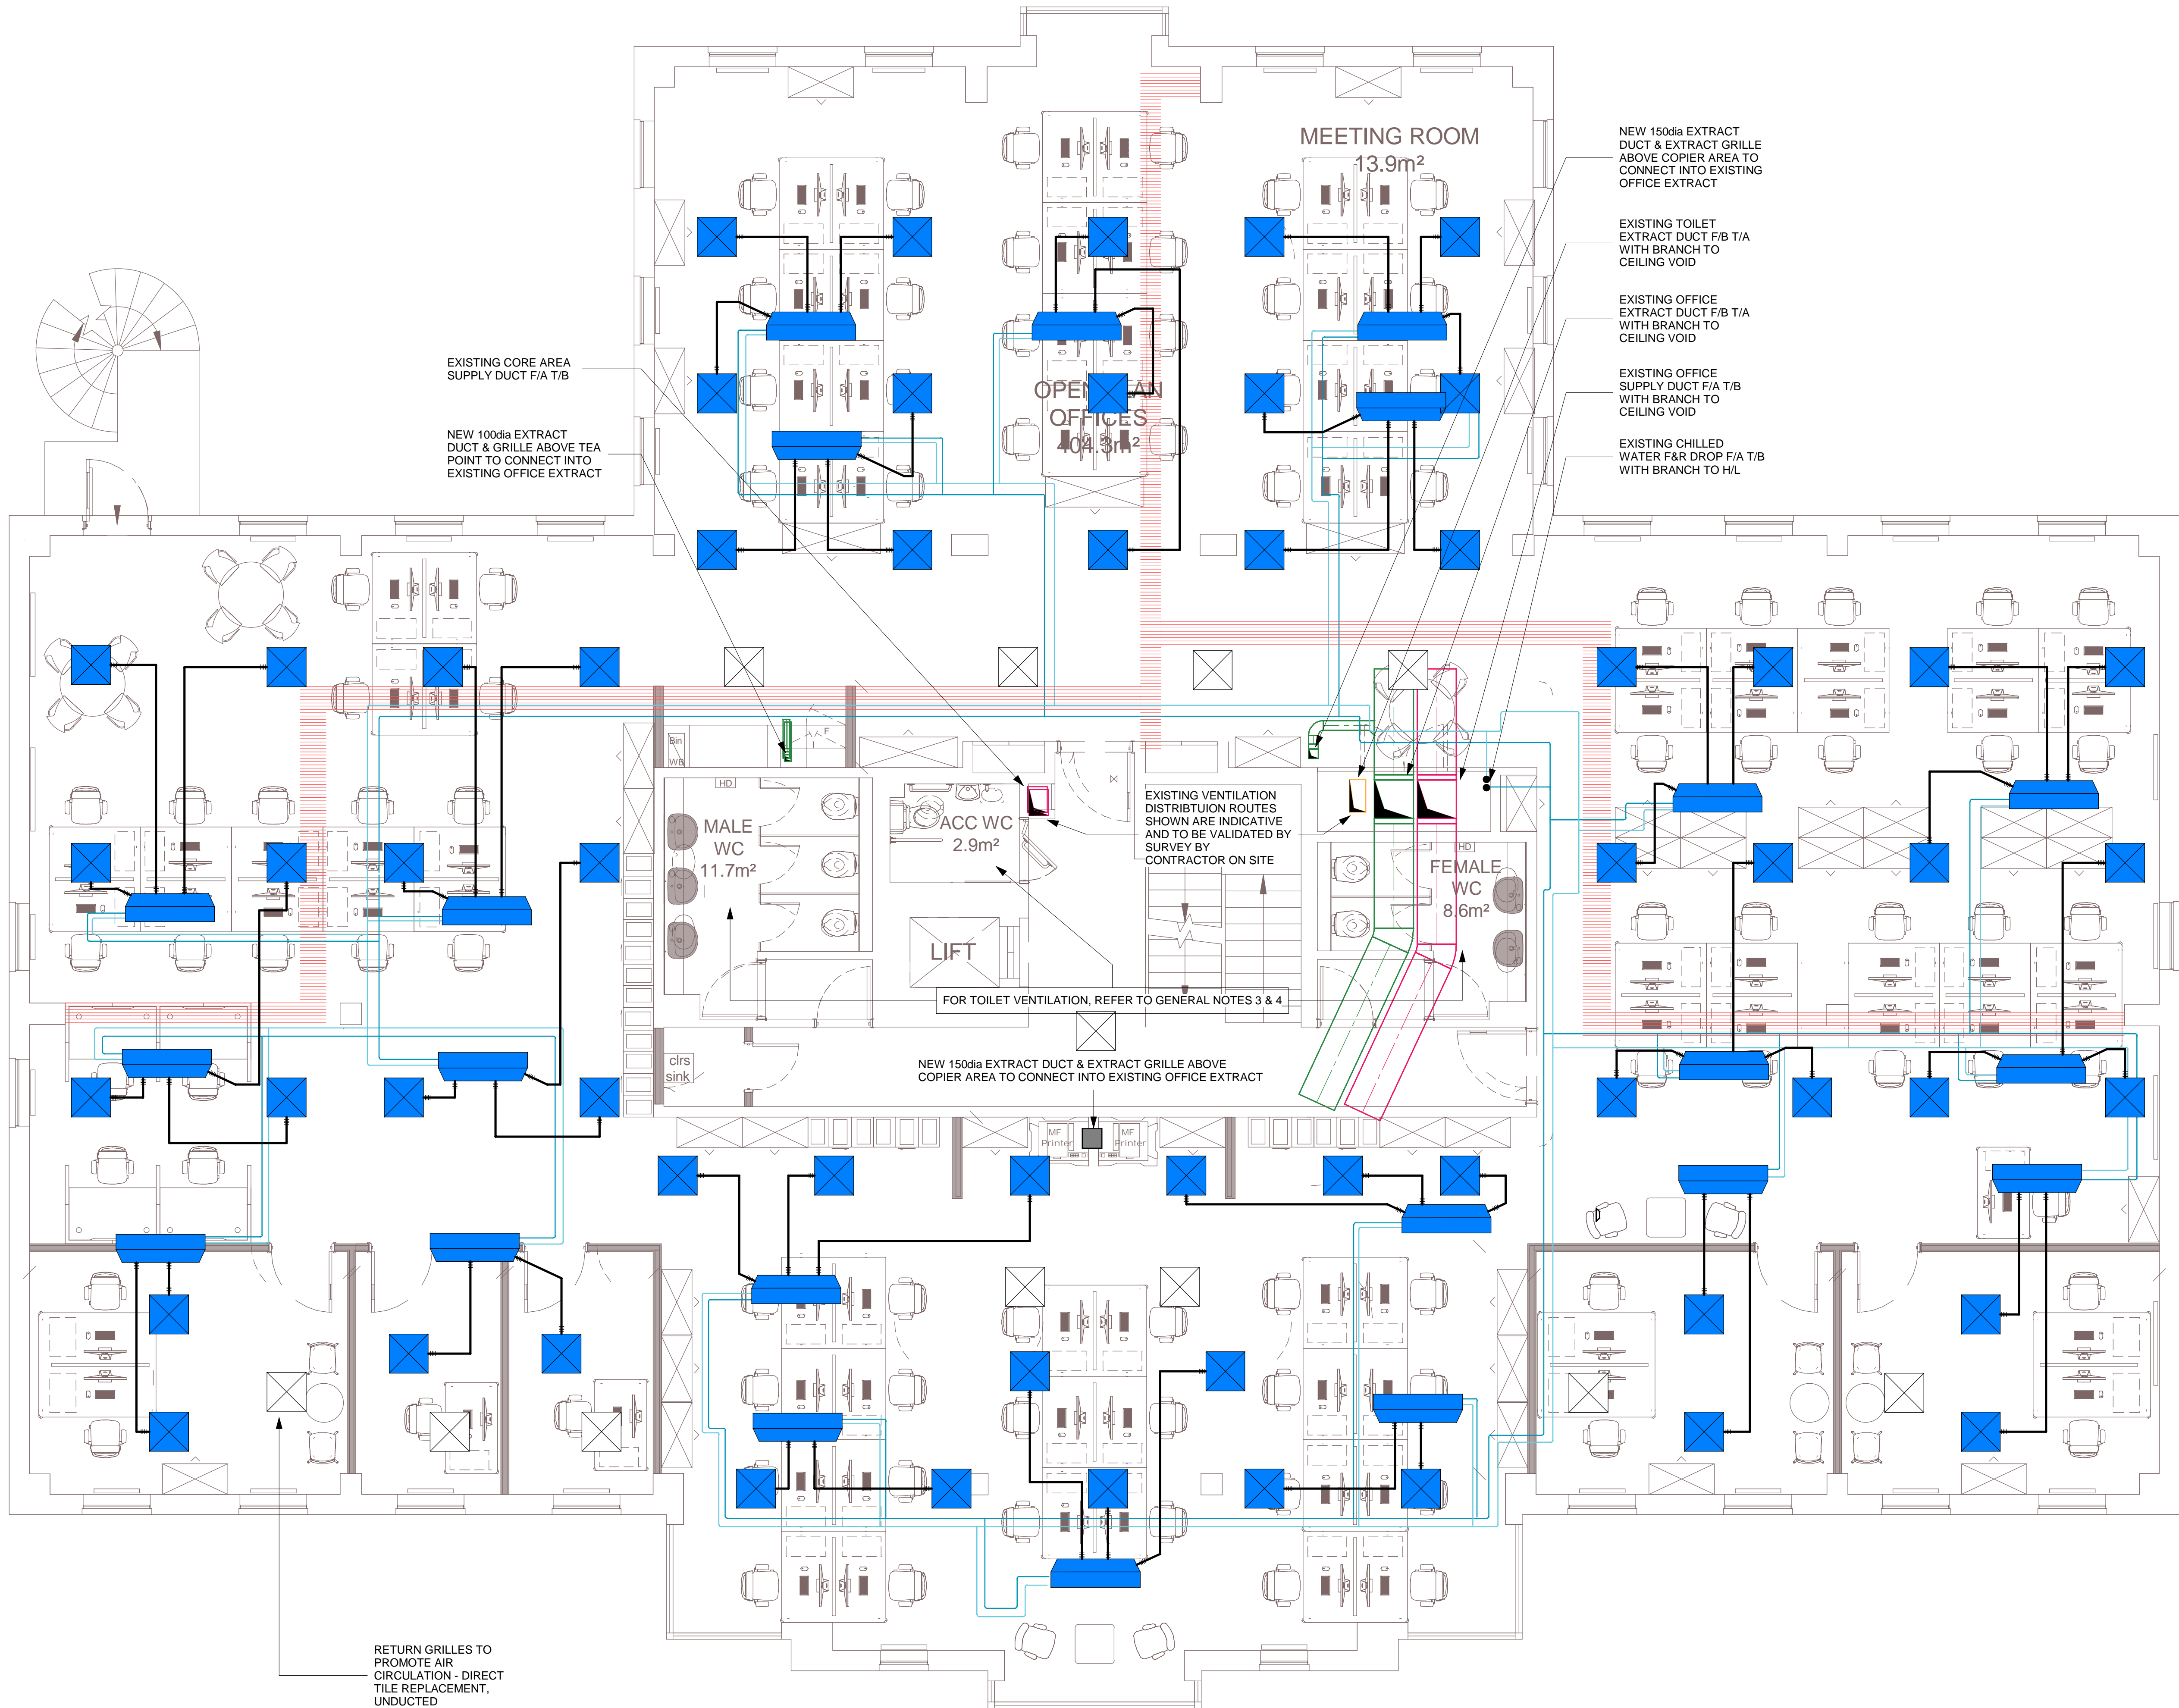 MEETING ROOM
13.9m²
NEW 150dia EXTRACT
DUCT & EXTRACT GRILLE
ABOVE COPIER AREA TO
CONNECT INTO EXISTING
OFFICE EXTRACT
EXISTING TOILET
EXTRACT DUCT F/B T/A
WITH BRANCH TO
CEILING VOID
EXISTING OFFICE
EXTRACT DUCT F/B T/A
WITH BRANCH TO
CEILING VOID
EXISTING OFFICE
SUPPLY DUCT F/A T/B
WITH BRANCH TO
CEILING VOID
EXISTING CHILLED
WATER F&R DROP F/A T/B
WITH BRANCH TO H/L
EXISTING CORE AREA
SUPPLY DUCT F/A T/B
NEW 100dia EXTRACT
DUCT & GRILLE ABOVE TEA
POINT TO CONNECT INTO
EXISTING OFFICE EXTRACT
OFFICES
404.3m²
Bin
WB
F
HD
MALE
WC
11.7m²
ACC WC
2.9m²
EXISTING VENTILATION
DISTRIBTUION ROUTES
SHOWN ARE INDICATIVE
AND TO BE VALIDATED BY
SURVEY BY
CONTRACTOR ON SITE
HD
FEMALE
WC
8.6m²
LIFT
FOR TOILET VENTILATION, REFER TO GENERAL NOTES 3 & 4
clrs
sink
NEW 150dia EXTRACT DUCT & EXTRACT GRILLE ABOVE
COPIER AREA TO CONNECT INTO EXISTING OFFICE EXTRACT
MF
Printer
MF
Printer
RETURN GRILLES TO
PROMOTE AIR
CIRCULATION - DIRECT
TILE REPLACEMENT,
UNDUCTED